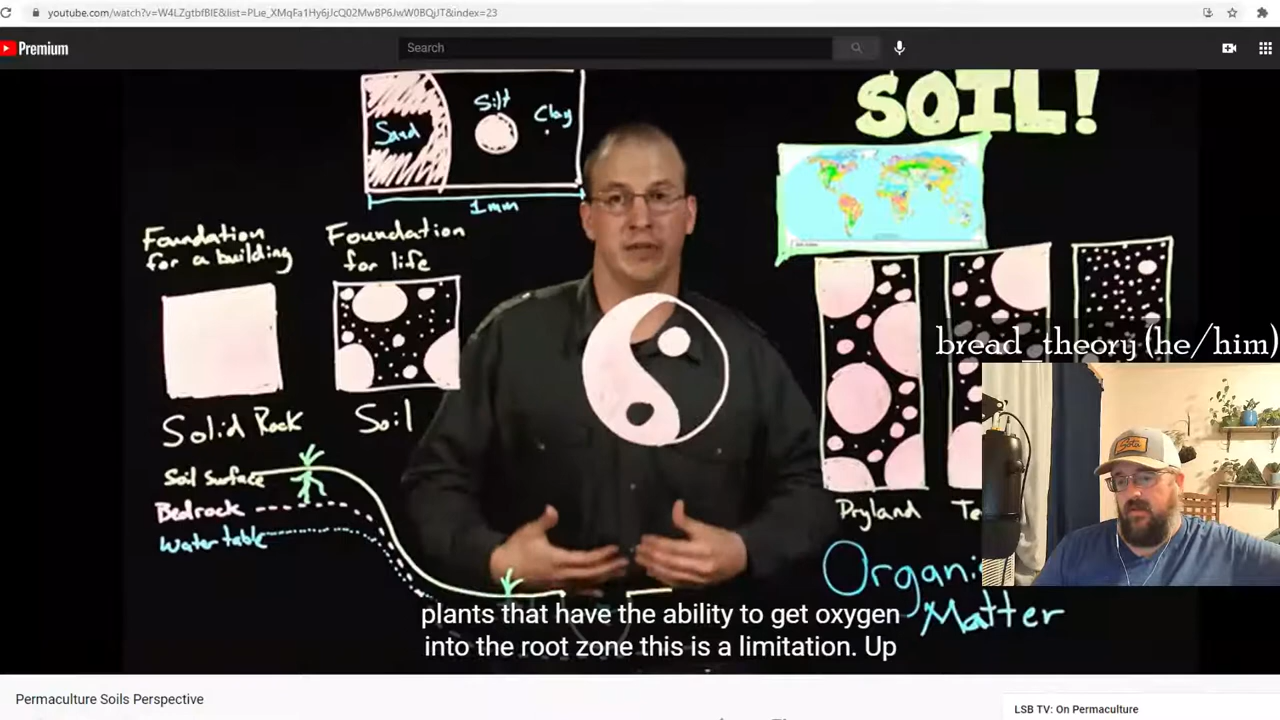 youtube.com/watch?v=W4LZgtbfBlE&list=PLie_XMqFa1Hy6jJcQ02MwBP6JwW0BQjJT&index=23
Premium
Search
SOIL!
Silt
Clay
Sand
1mm
Foundation
for a building
Foundation
for life
bread_theory (he/him)
Solid Rock
Soil
Soil surface
Bedrock
Water table
Dryland
Te
Organi
Matter
plants that have the ability to get oxygen
into the root zone this is a limitation. Up
Permaculture Soils Perspective
LSB TV: On Permaculture